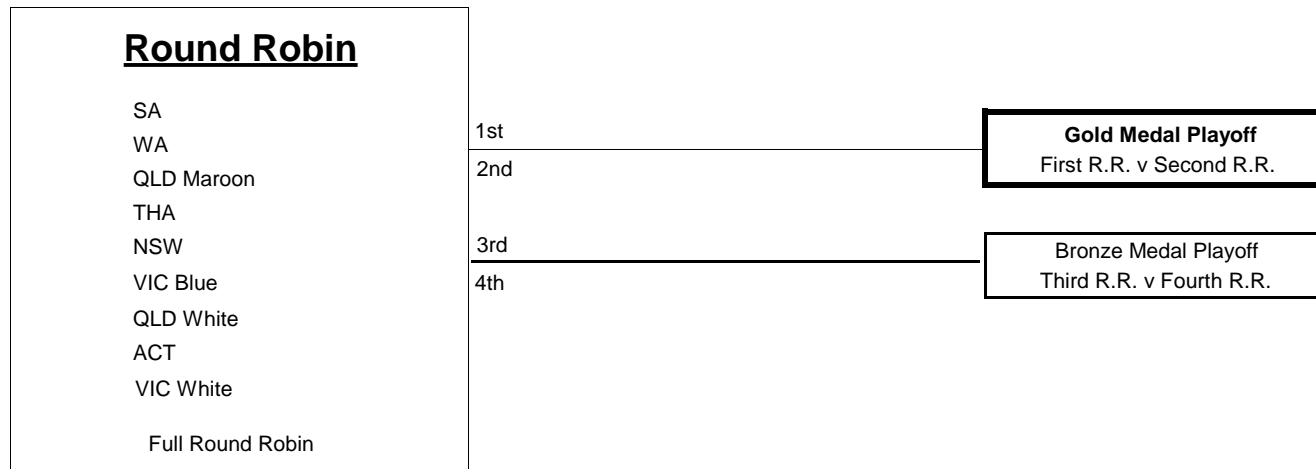 Round Robin
SA
WA
QLD Maroon
THA
NSW
VIC Blue
QLD White
ACT
VIC White
Full Round Robin
1st
2nd
3rd
4th
Gold Medal Playoff
First R.R. v Second R.R.
Bronze Medal Playoff
Third R.R. v Fourth R.R.